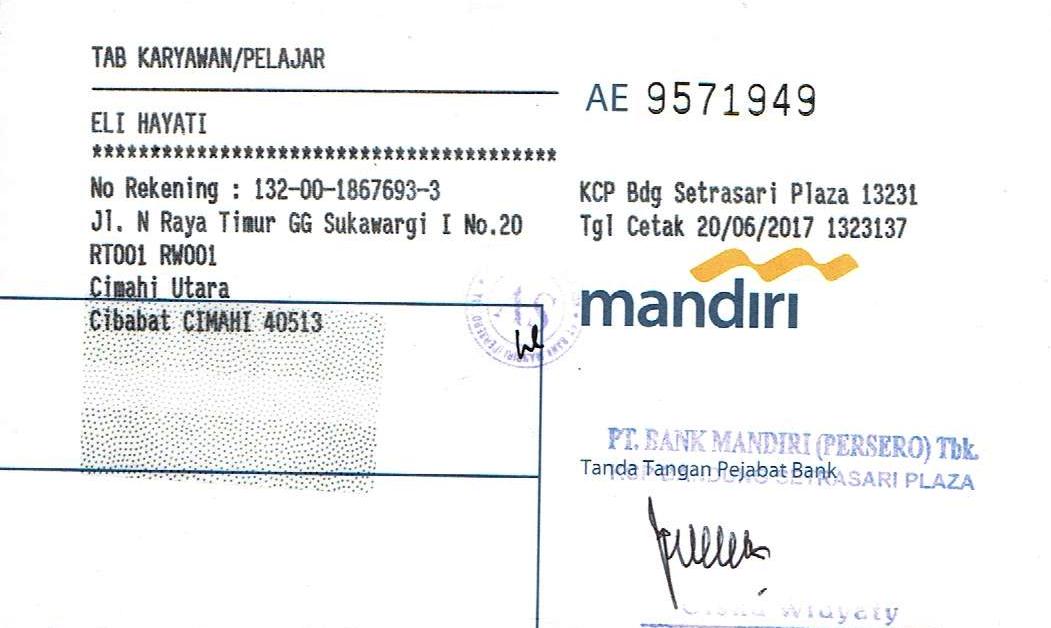 TAB KARYAWAN/PELAJAR
AE 9571949
ELI HAYATI
****************************************
No Rekening : 132-00-1867693-3
Jl. N Raya Timur GG Sukawargi I No.20
RT001 RW001
Cimahi Utara
Cibabat CIMAHI 40513
KCP Bdg Setrasari Plaza 13231
Tgl Cetak 20/06/2017 1323137
mandiri
PT. BANK MANDIRI (PERSERO) Tbk.
Tanda Tangan Pejabat Bank
KCP BANDUNG SETRASARI PLAZA
Widyaty